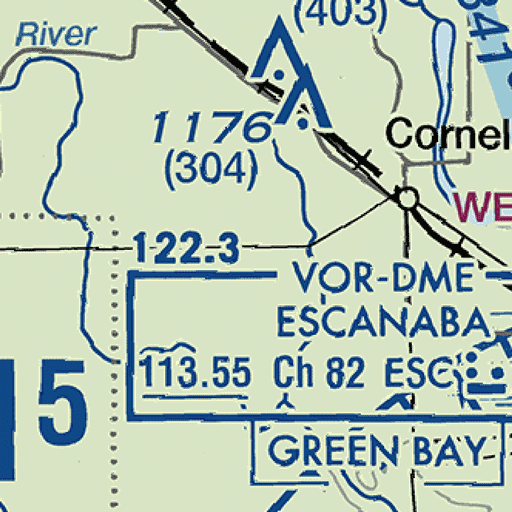 (403)
River
841
1176
(304)
Cornel
WE
122.3
VOR-DME
ESCANABA
113.55 Ch 82 ESC
15
GREEN BAY